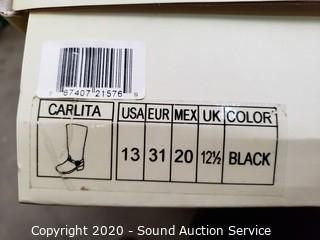 87407 21576 9
CARLITA USA EUR MEX UK COLOR
13 31 20 12½ BLACK
Copyright 2020 - Sound Auction Service